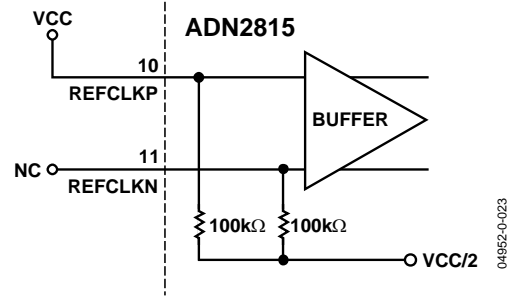 VCC
ADN2815
10
REFCLKP
BUFFER
11
NC
REFCLKN
100kΩ
100kΩ
VCC/2
04952-0-023